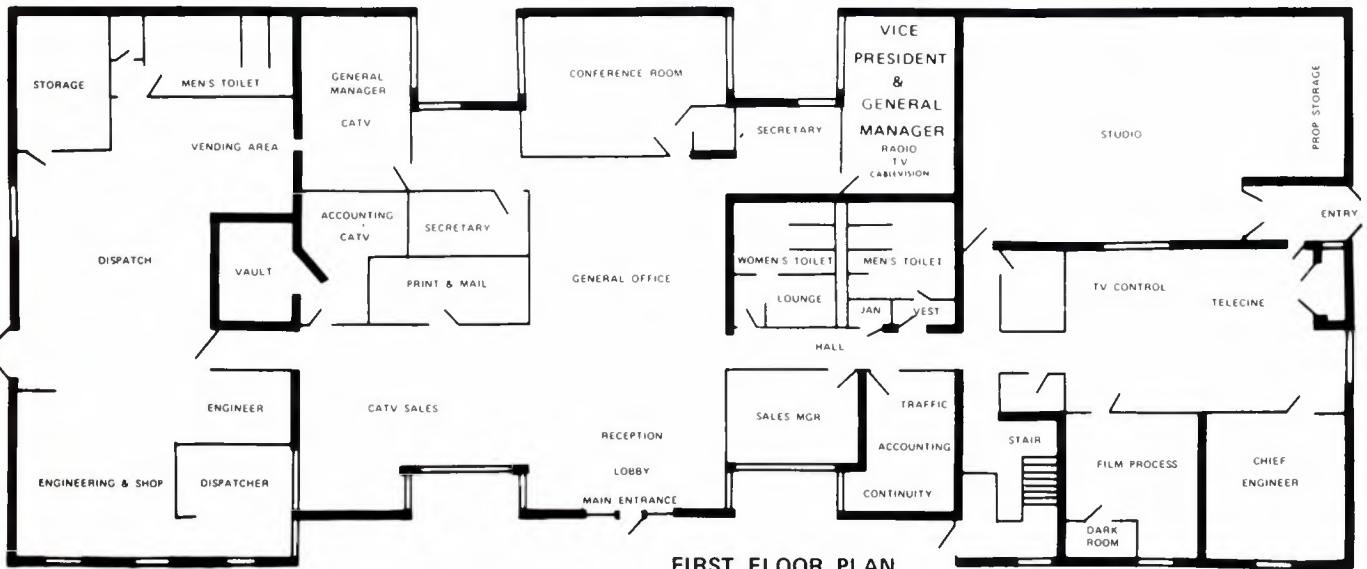 STORAGE
MEN'S TOILET
VENDING AREA
GENERAL
MANAGER
CATV
CONFERENCE ROOM
SECRETARY
VICE
PRESIDENT
&
GENERAL
MANAGER
RADIO
TV
CABLEVISION
STUDIO
PROP STORAGE
ENTRY
DISPATCH
VAULT
ACCOUNTING
CATV
SECRETARY
PRINT & MAIL
GENERAL OFFICE
WOMEN'S TOILET
MEN'S TOILET
LOUNGE
JAN
VEST
HALL
TV CONTROL
TELECINE
ENGINEER
CATV SALES
ENGINEERING & SHOP
DISPATCHER
RECEPTION
LOBBY
MAIN ENTRANCE
SALES MGR
TRAFFIC
ACCOUNTING
CONTINUITY
STAIR
FILM PROCESS
DARK
ROOM
CHIEF
ENGINEER
FIRST FLOOR PLAN